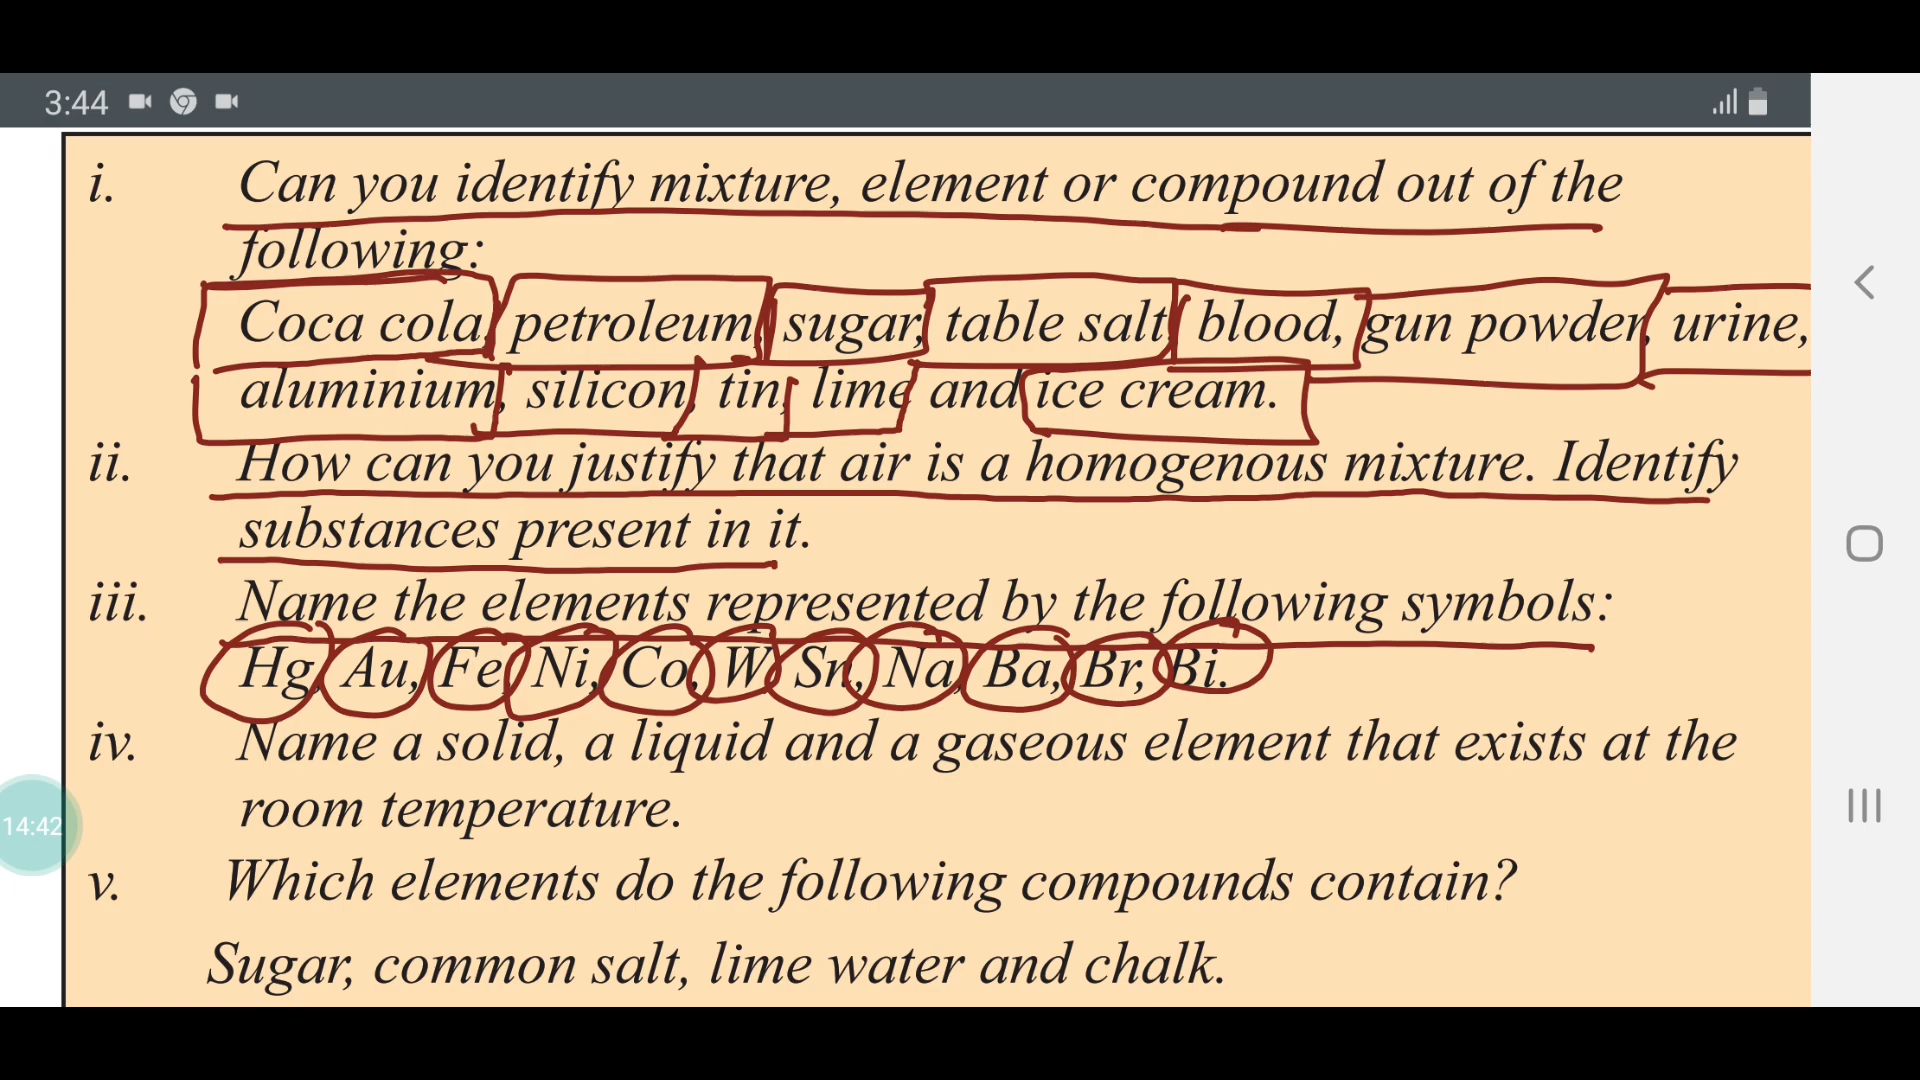 3:44
i. Can you identify mixture, element or compound out of the
following:
Coca cola, petroleum, sugar, table salt, blood, gun powder, urine,
aluminium, silicon, tin, lime and ice cream.
ii. How can you justify that air is a homogenous mixture. Identify
substances present in it.
iii. Name the elements represented by the following symbols:
Hg, Au, Fe, Ni, Co, W, Sn, Na, Ba, Br, Bi.
iv. Name a solid, a liquid and a gaseous element that exists at the
room temperature.
14:42
v. Which elements do the following compounds contain?
Sugar, common salt, lime water and chalk.